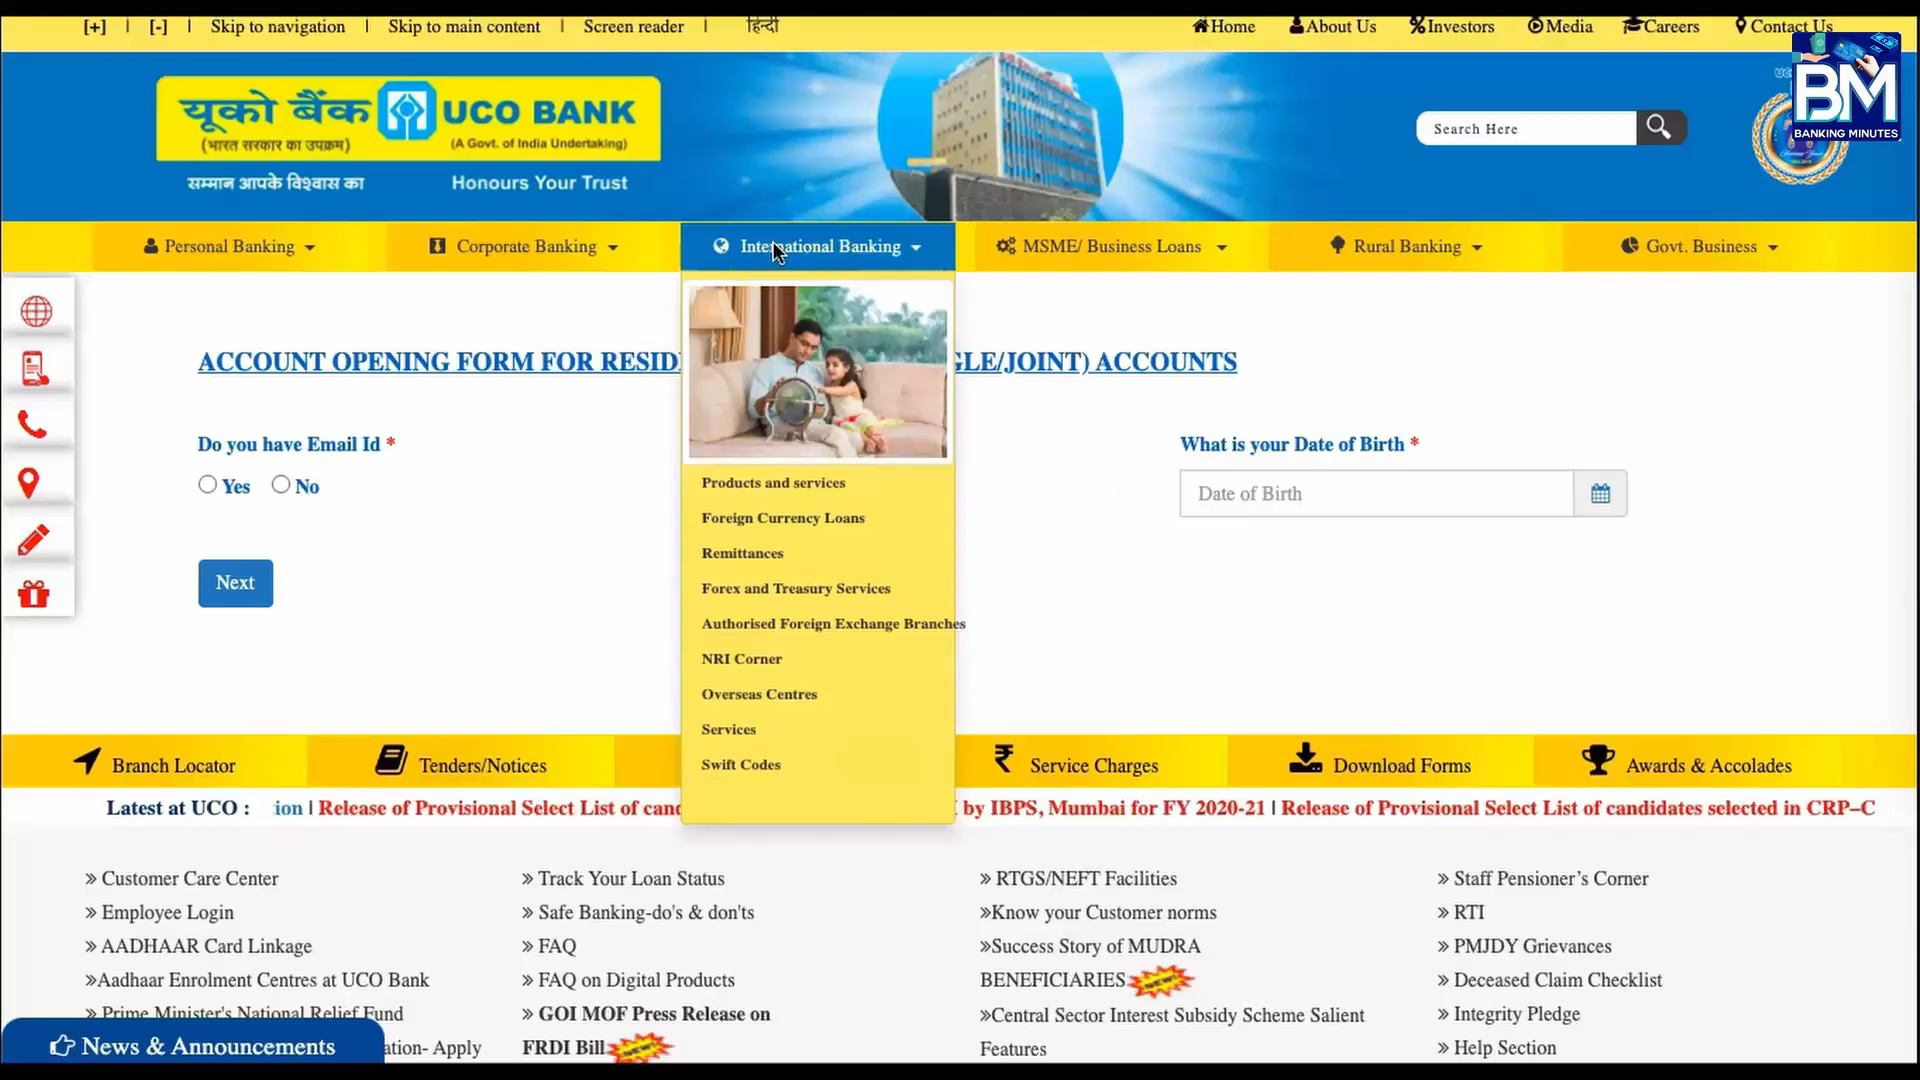 [+] | [-] | Skip to navigation | Skip to main content | Screen reader | हिन्दी
Home About Us Investors Media Careers Contact Us
यूको बैंक UCO BANK
(भारत सरकार का उपक्रम) (A Govt. of India Undertaking)
सम्मान आपके विश्वास का Honours Your Trust
Search Here
BM
BANKING MINUTES
Personal Banking Corporate Banking International Banking MSME/ Business Loans Rural Banking Govt. Business
ACCOUNT OPENING FORM FOR RESID GLE/JOINT) ACCOUNTS
Do you have Email Id *
Yes No
What is your Date of Birth *
Date of Birth
Next
Products and services
Foreign Currency Loans
Remittances
Forex and Treasury Services
Authorised Foreign Exchange Branches
NRI Corner
Overseas Centres
Services
Swift Codes
Branch Locator Tenders/Notices Service Charges Download Forms Awards & Accolades
Latest at UCO : ion | Release of Provisional Select List of cand by IBPS, Mumbai for FY 2020-21 | Release of Provisional Select List of candidates selected in CRP–C
» Customer Care Center
» Employee Login
» AADHAAR Card Linkage
»Aadhaar Enrolment Centres at UCO Bank
» Prime Minister's National Relief Fund
ation- Apply
» Track Your Loan Status
» Safe Banking-do's & don'ts
» FAQ
» FAQ on Digital Products
» GOI MOF Press Release on
FRDI Bill NEW!
» RTGS/NEFT Facilities
»Know your Customer norms
»Success Story of MUDRA
BENEFICIARIES NEW!
»Central Sector Interest Subsidy Scheme Salient
Features
» Staff Pensioner’s Corner
» RTI
» PMJDY Grievances
» Deceased Claim Checklist
» Integrity Pledge
» Help Section
News & Announcements